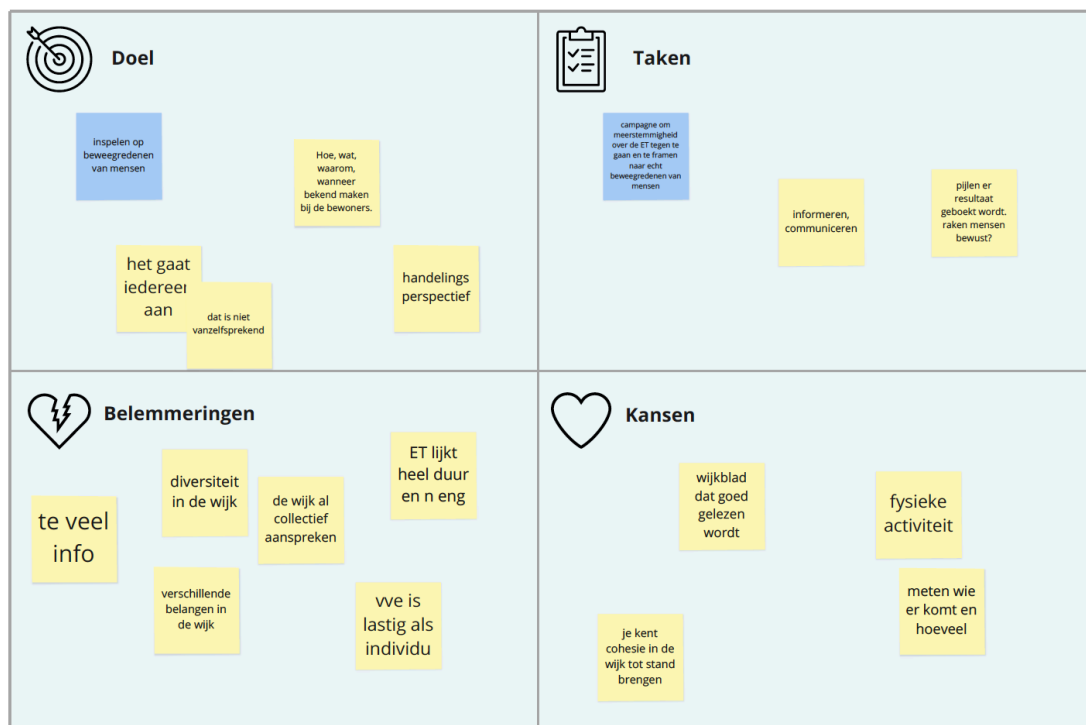 Doel
inspelen op
beweegredenen
van mensen
Hoe, wat,
waarom,
wanneer
bekend maken
bij de bewoners.
het gaat
iedereen
aan
dat is niet
vanzelfsprekend
handelings
perspectief
Taken
campagne om
meerstemmigheid
over de ET tegen te
gaan en te framen
naar echt
beweegredenen van
mensen
informeren,
communiceren
pijlen er
resultaat
geboekt wordt.
raken mensen
bewust?
Belemmeringen
te veel
info
diversiteit
in de wijk
de wijk al
collectief
aanspreken
ET lijkt
heel duur
en n eng
verschillende
belangen in
de wijk
vve is
lastig als
individu
Kansen
wijkblad
dat goed
gelezen
wordt
fysieke
activiteit
meten wie
er komt en
hoeveel
je kent
cohesie in de
wijk tot stand
brengen